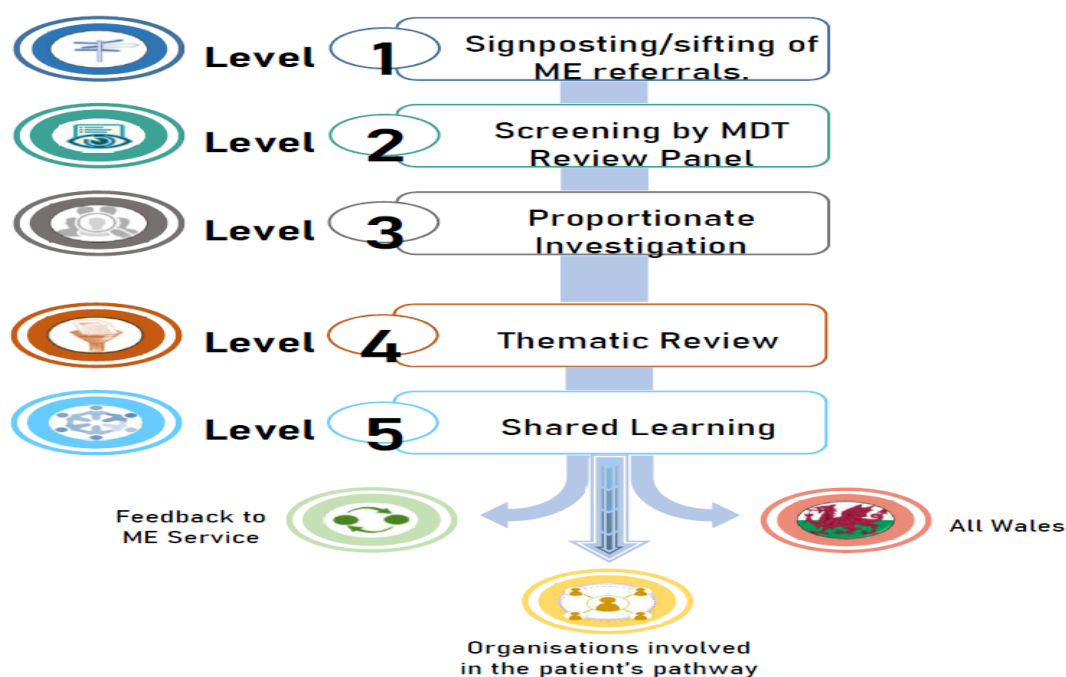 Level 1 Signposting/sifting of
ME referrals.
Level 2 Screening by MDT
Review Panel
Level 3 Proportionate
Investigation
Level 4 Thematic Review
Level 5 Shared Learning
Feedback to
ME Service
All Wales
Organisations involved
in the patient's pathway